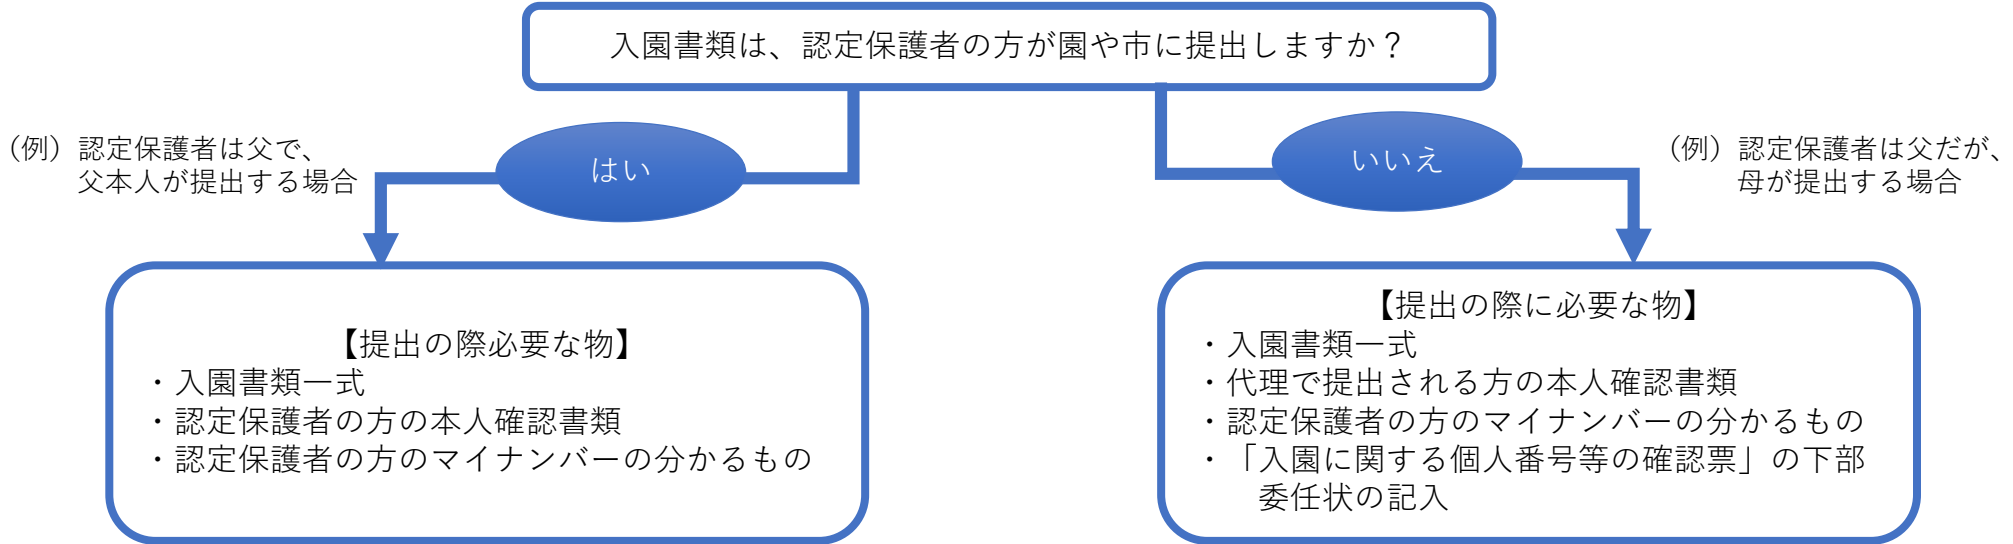 入園書類は、認定保護者の方が園や市に提出しますか？
（例）認定保護者は父で、
父本人が提出する場合
はい
いいえ
（例）認定保護者は父だが、
母が提出する場合
【提出の際必要な物】
・入園書類一式
・認定保護者の方の本人確認書類
・認定保護者の方のマイナンバーの分かるもの
【提出の際に必要な物】
・入園書類一式
・代理で提出される方の本人確認書類
・認定保護者の方のマイナンバーの分かるもの
・「入園に関する個人番号等の確認票」の下部
委任状の記入